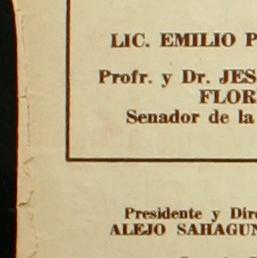 LIC. EMILIO P
Profr. y Dr. JES
FLOR
Senador de la
Presidente y Dire
ALEJO SAHAGUN